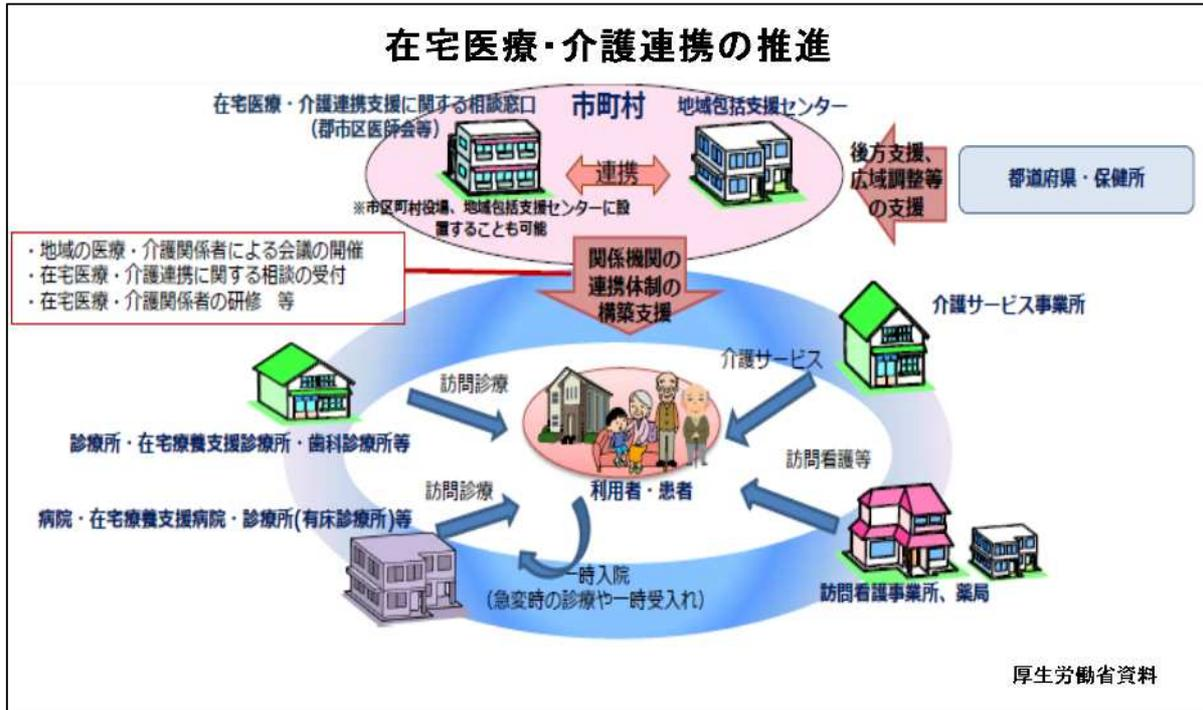 在宅医療・介護連携の推進
在宅医療・介護連携支援に関する相談窓口
(郡市区医師会等)
市町村
地域包括支援センター
連携
※市区町村役場、地域包括支援センターに設
置することも可能
後方支援、
広域調整等
の支援
都道府県・保健所
・地域の医療・介護関係者による会議の開催
・在宅医療・介護連携に関する相談の受付
・在宅医療・介護関係者の研修 等
関係機関の
連携体制の
構築支援
介護サービス事業所
介護サービス
訪問診療
診療所・在宅療養支援診療所・歯科診療所等
利用者・患者
訪問看護等
訪問診療
病院・在宅療養支援病院・診療所(有床診療所)等
一時入院
(急変時の診療や一時受入れ)
訪問看護事業所、薬局
厚生労働省資料